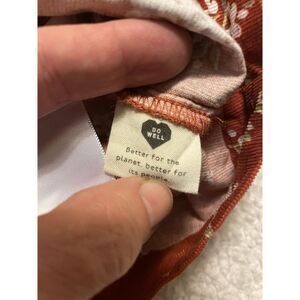 DO
WELL
Better for the
planet, better for
its people.